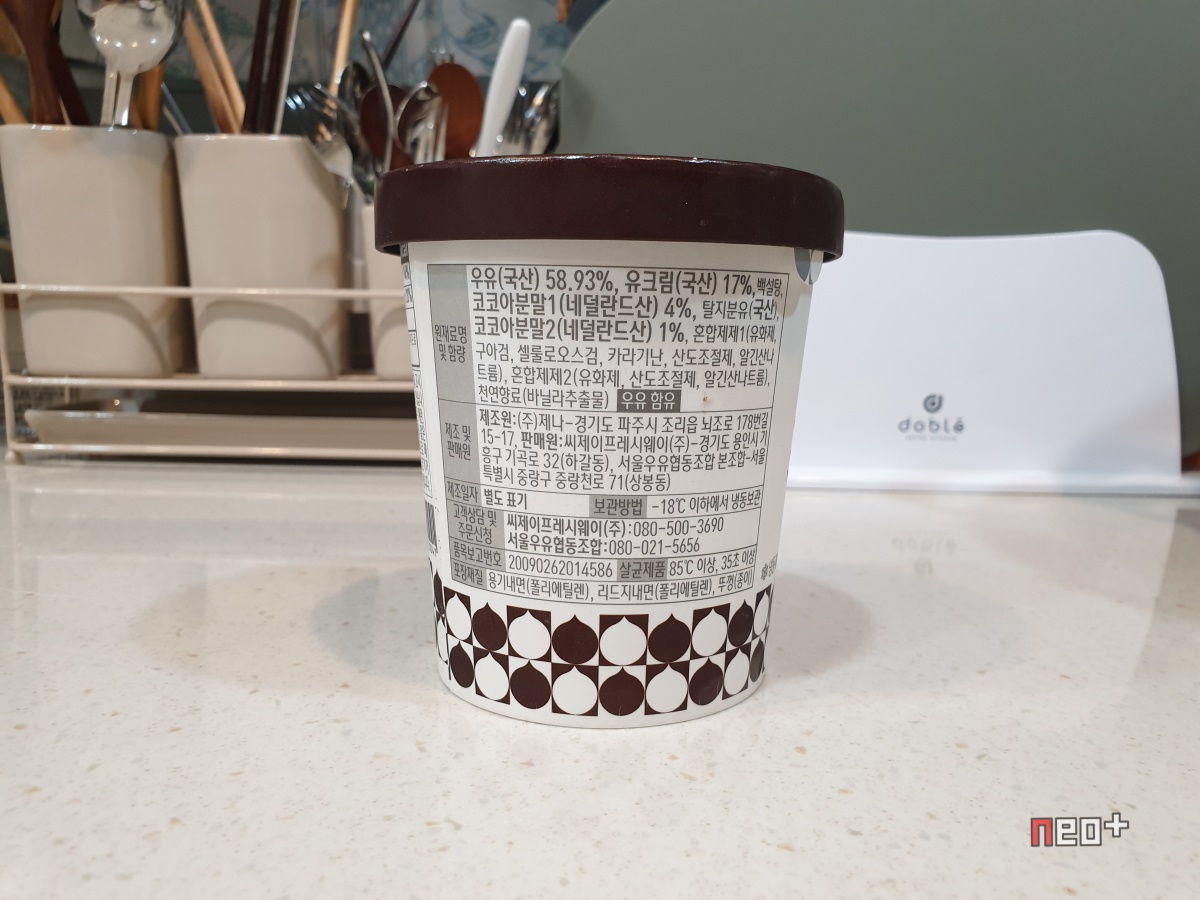 원재료명 및 함량
우유(국산) 58.93%, 유크림(국산) 17%, 백설탕,
코코아분말1(네덜란드산) 4%, 탈지분유(국산),
코코아분말2(네덜란드산) 1%, 혼합제제1(유화제,
구아검, 셀룰로오스검, 카라기난, 산도조절제, 알긴산나
트륨), 혼합제제2(유화제, 산도조절제, 알긴산나트륨),
천연향료(바닐라추출물) 우유 함유
제조 및 판매원
제조원:(주)제나-경기도 파주시 조리읍 뇌조로 178번길
15-17, 판매원:씨제이프레시웨이(주)-경기도 용인시 기
흥구 기곡로 32(하갈동), 서울우유협동조합 본조합-서울
특별시 중랑구 중랑천로 71(상봉동)
제조일자 별도 표기 보관방법 -18℃ 이하에서 냉동보관
고객상담 및 주문신청
씨제이프레시웨이(주):080-500-3690
서울우유협동조합:080-021-5656
품목보고번호 20090262014586 살균제품 85℃ 이상, 35초 이상
포장재질 용기내면(폴리에틸렌), 리드지내면(폴리에틸렌), 뚜껑(종이)
doblé
neo+